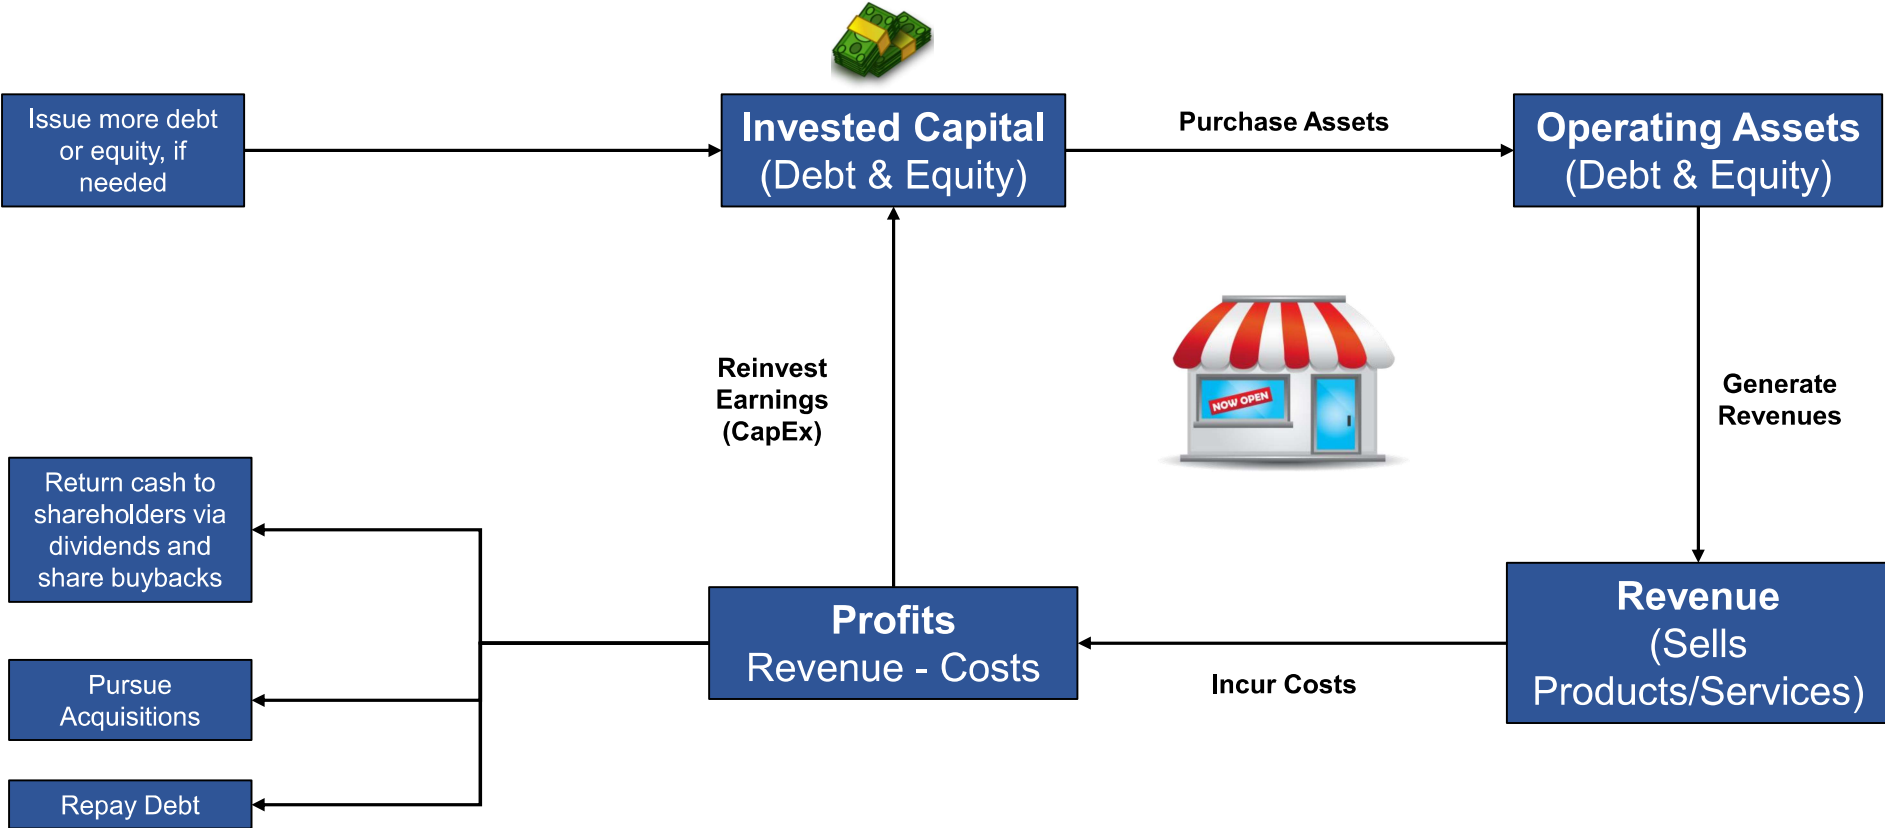 Issue more debt
or equity, if
needed
Invested Capital
(Debt & Equity)
Purchase Assets
Operating Assets
(Debt & Equity)
Reinvest
Earnings
(CapEx)
NOW OPEN
Generate
Revenues
Return cash to
shareholders via
dividends and
share buybacks
Profits
Revenue - Costs
Incur Costs
Revenue
(Sells
Products/Services)
Pursue
Acquisitions
Repay Debt